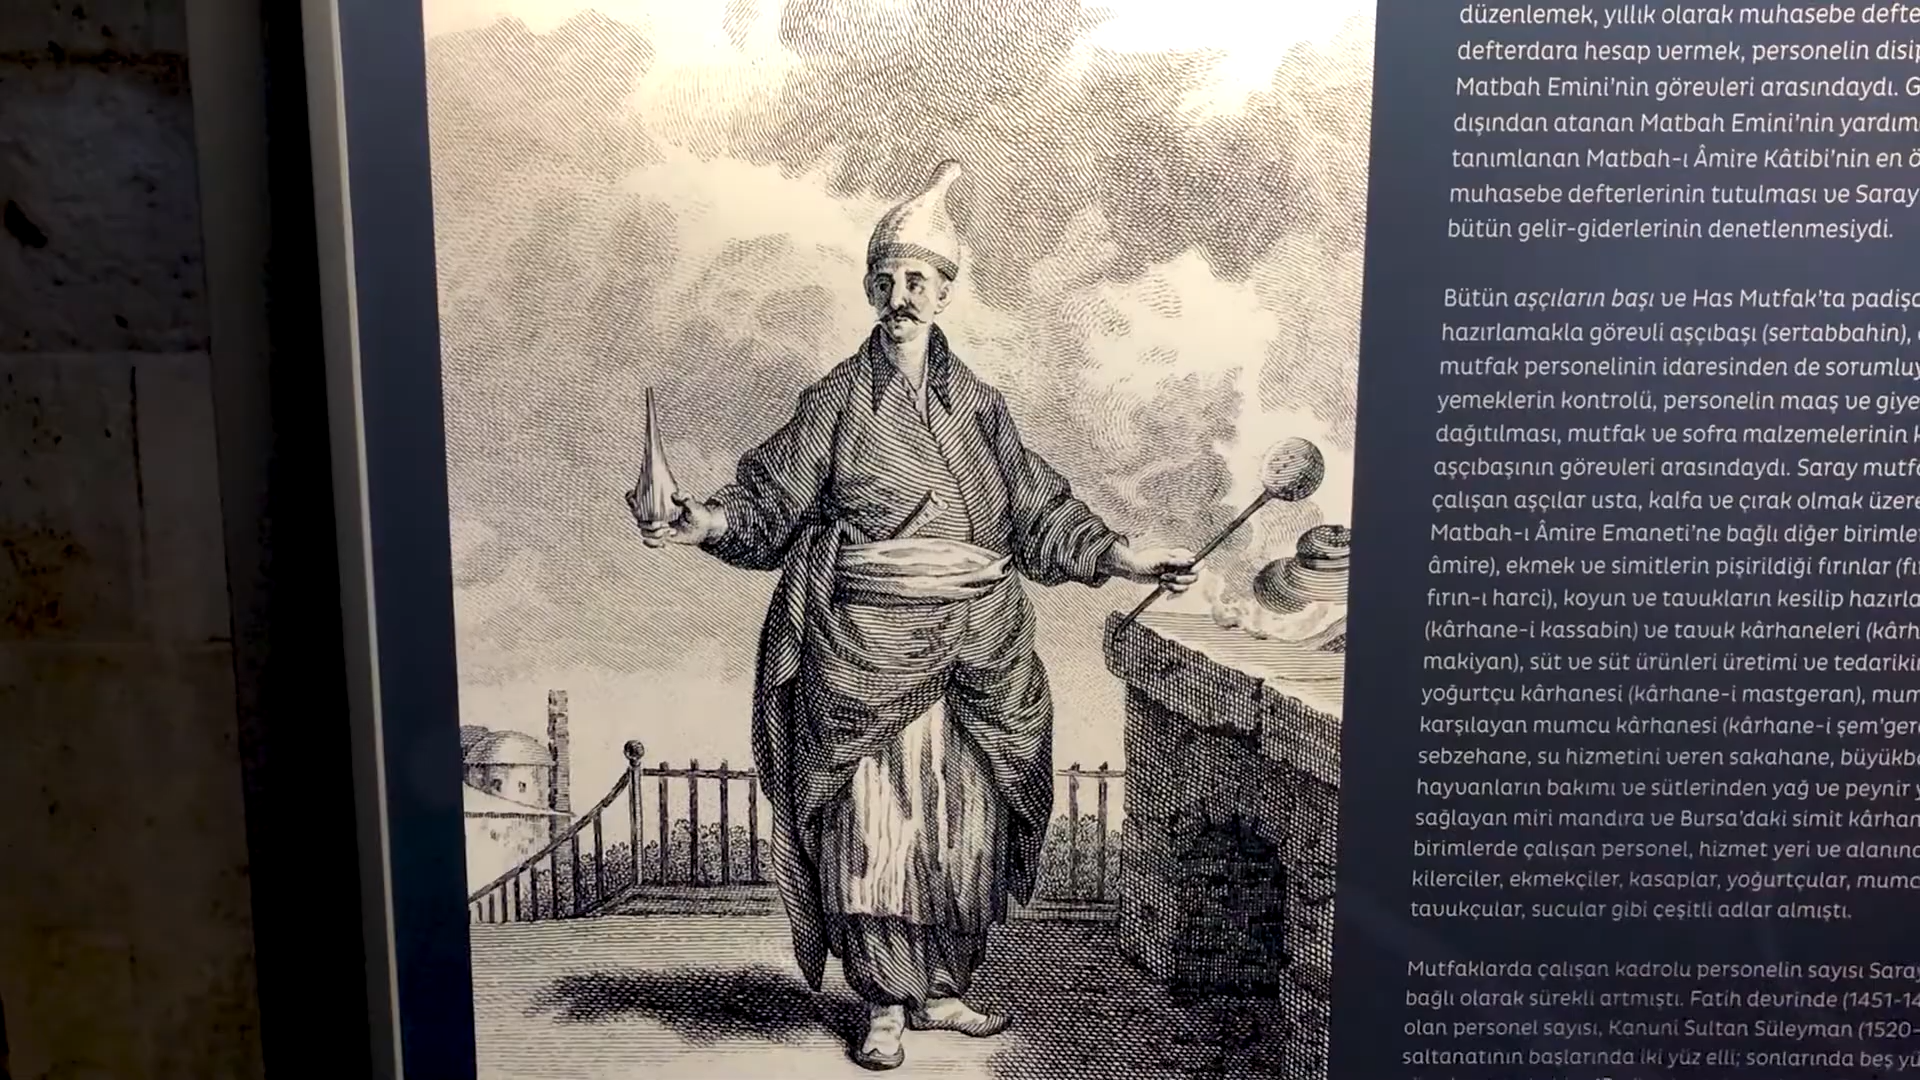 düzenlemek, yıllık olarak muhasebe defte
defterdara hesap vermek, personelin disip
Matbah Emini'nin görevleri arasındaydı. G
dışından atanan Matbah Emini'nin yardım
tanımlanan Matbah-ı Âmire Kâtibi'nin en ö
muhasebe defterlerinin tutulması ve Saray
bütün gelir-giderlerinin denetlenmesiydi.
Bütün aşçıların başı ve Has Mutfak'ta padişa
hazırlamakla görevli aşçıbaşı (sertabbahin),
mutfak personelinin idaresinden de sorumluy
yemeklerin kontrolü, personelin maaş ve giye
dağıtılması, mutfak ve sofra malzemelerinin k
aşçıbaşının görevleri arasındaydı. Saray mutfa
çalışan aşçılar usta, kalfa ve çırak olmak üzere
Matbah-ı Âmire Emaneti'ne bağlı diğer birimle
âmire), ekmek ve simitlerin pişirildiği fırınlar (fı
fırın-ı harci), koyun ve tavukların kesilip hazırla
(kârhane-i kassabin) ve tavuk kârhaneleri (kârh
makiyan), süt ve süt ürünleri üretimi ve tedariki
yoğurtçu kârhanesi (kârhane-i mastgeran), mum
karşılayan mumcu kârhanesi (kârhane-i şem'ger
sebzehane, su hizmetini veren sakahane, büyükb
hayvanların bakımı ve sütlerinden yağ ve peynir y
sağlayan miri mandıra ve Bursa'daki simit kârhan
birimlerde çalışan personel, hizmet yeri ve alanına
kilerciler, ekmekçiler, kasaplar, yoğurtçular, mumc
tavukçular, sucular gibi çeşitli adlar almıştı.
Mutfaklarda çalışan kadrolu personelin sayısı Saray
bağlı olarak sürekli artmıştı. Fatih devrinde (1451-14
olan personel sayısı, Kanuni Sultan Süleyman (1520-
saltanatının başlarında iki yüz elli; sonlarında beş yü